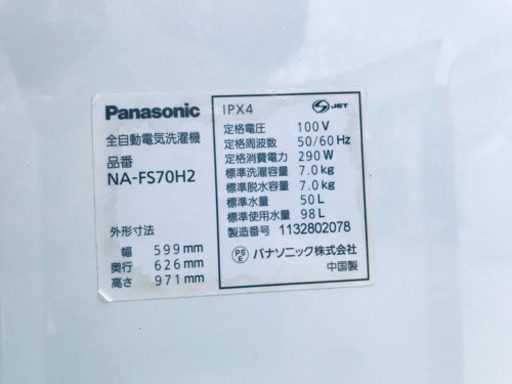 Panasonic
全自動電気洗濯機
品番
NA-FS70H2
外形寸法
幅 599mm
奥行 626mm
高さ 971mm
IPX4
S JET
定格電圧 100V
定格周波数 50/60Hz
定格消費電力 290W
標準洗濯容量 7.0kg
標準脱水容量 7.0kg
標準水量 50L
標準使用水量 98L
製造番号 1132802078
PS E パナソニック株式会社
中国製